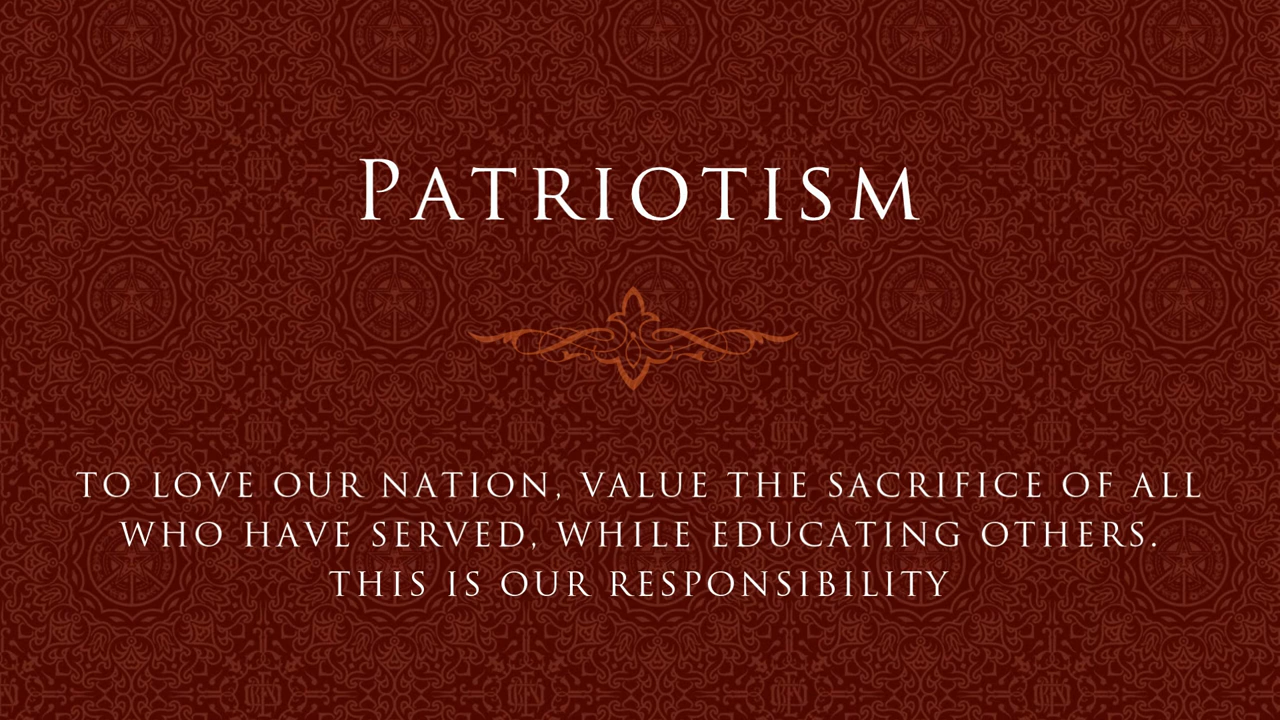 Patriotism
TO LOVE OUR NATION, VALUE THE SACRIFICE OF ALL
WHO HAVE SERVED, WHILE EDUCATING OTHERS.
THIS IS OUR RESPONSIBILITY